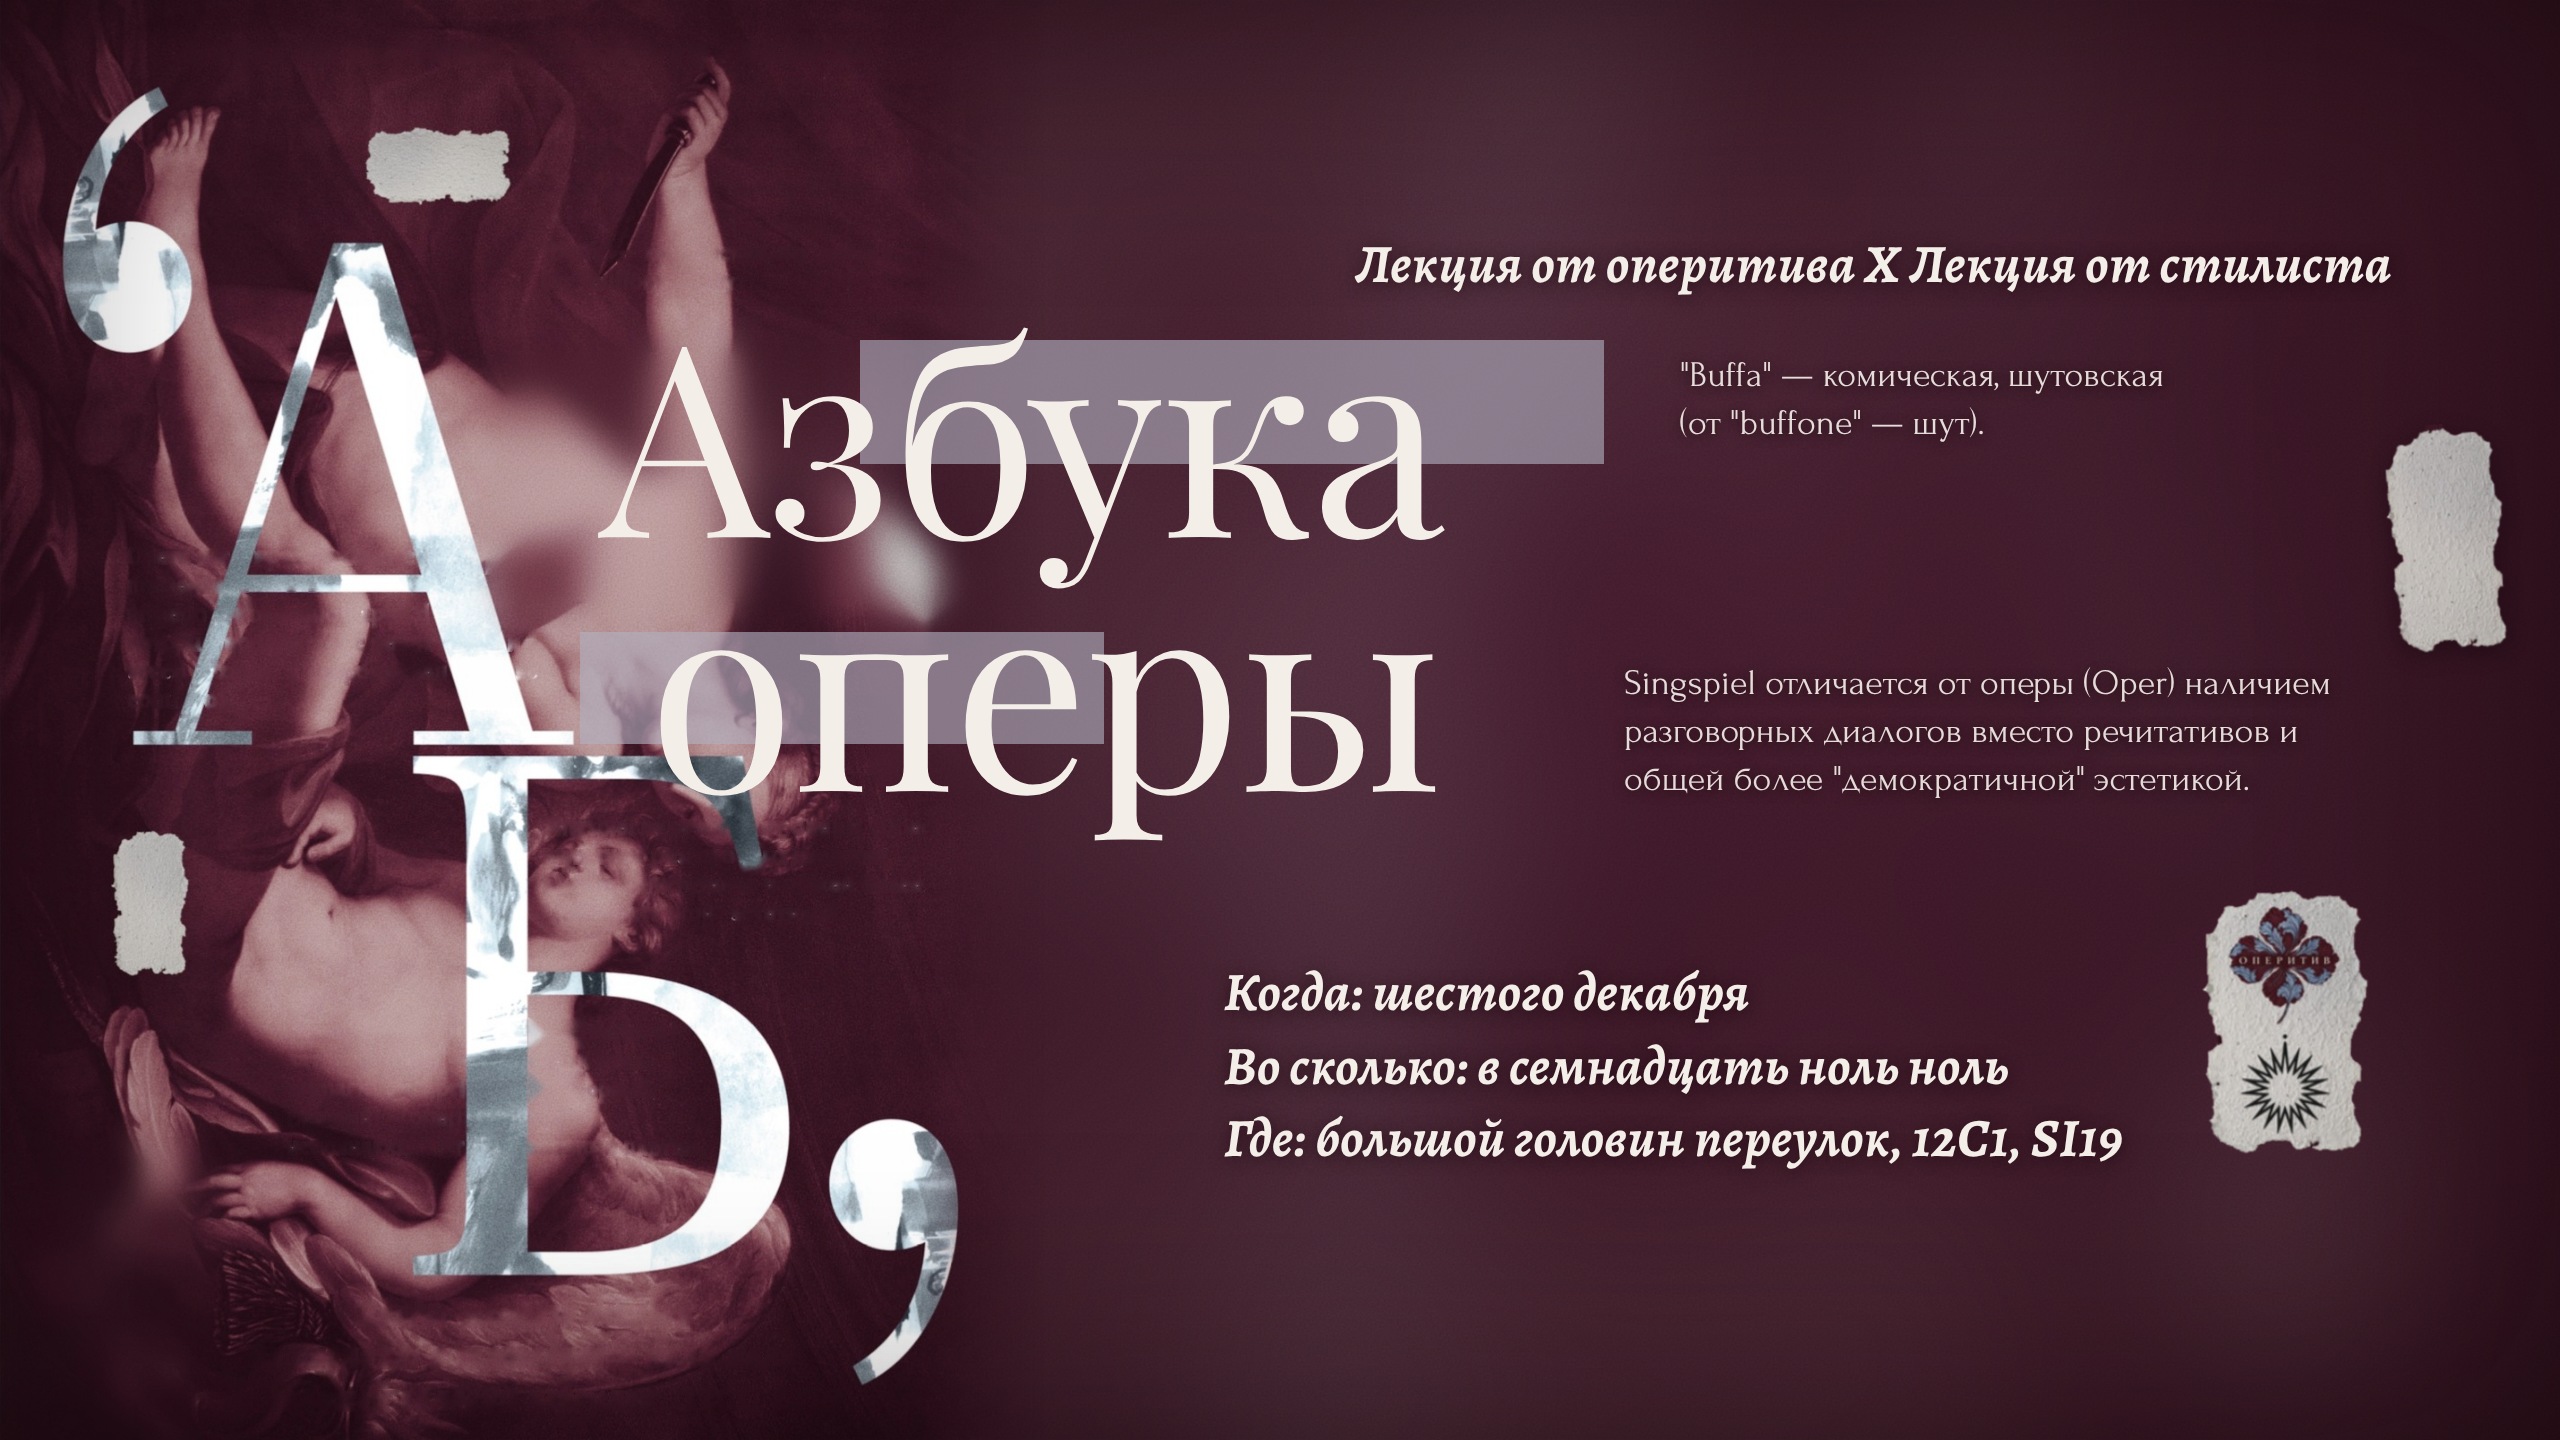 ‘А
Б,
Азбука
оперы
Лекция от оперитива X Лекция от стилиста
"Buffa" — комическая, шутовская
(от "buffone" — шут).
Singspiel отличается от оперы (Oper) наличием
разговорных диалогов вместо речитативов и
общей более "демократичной" эстетикой.
Когда: шестого декабря
Во сколько: в семнадцать ноль ноль
Где: большой головин переулок, 12С1, SI19
ОПЕРИТИВ